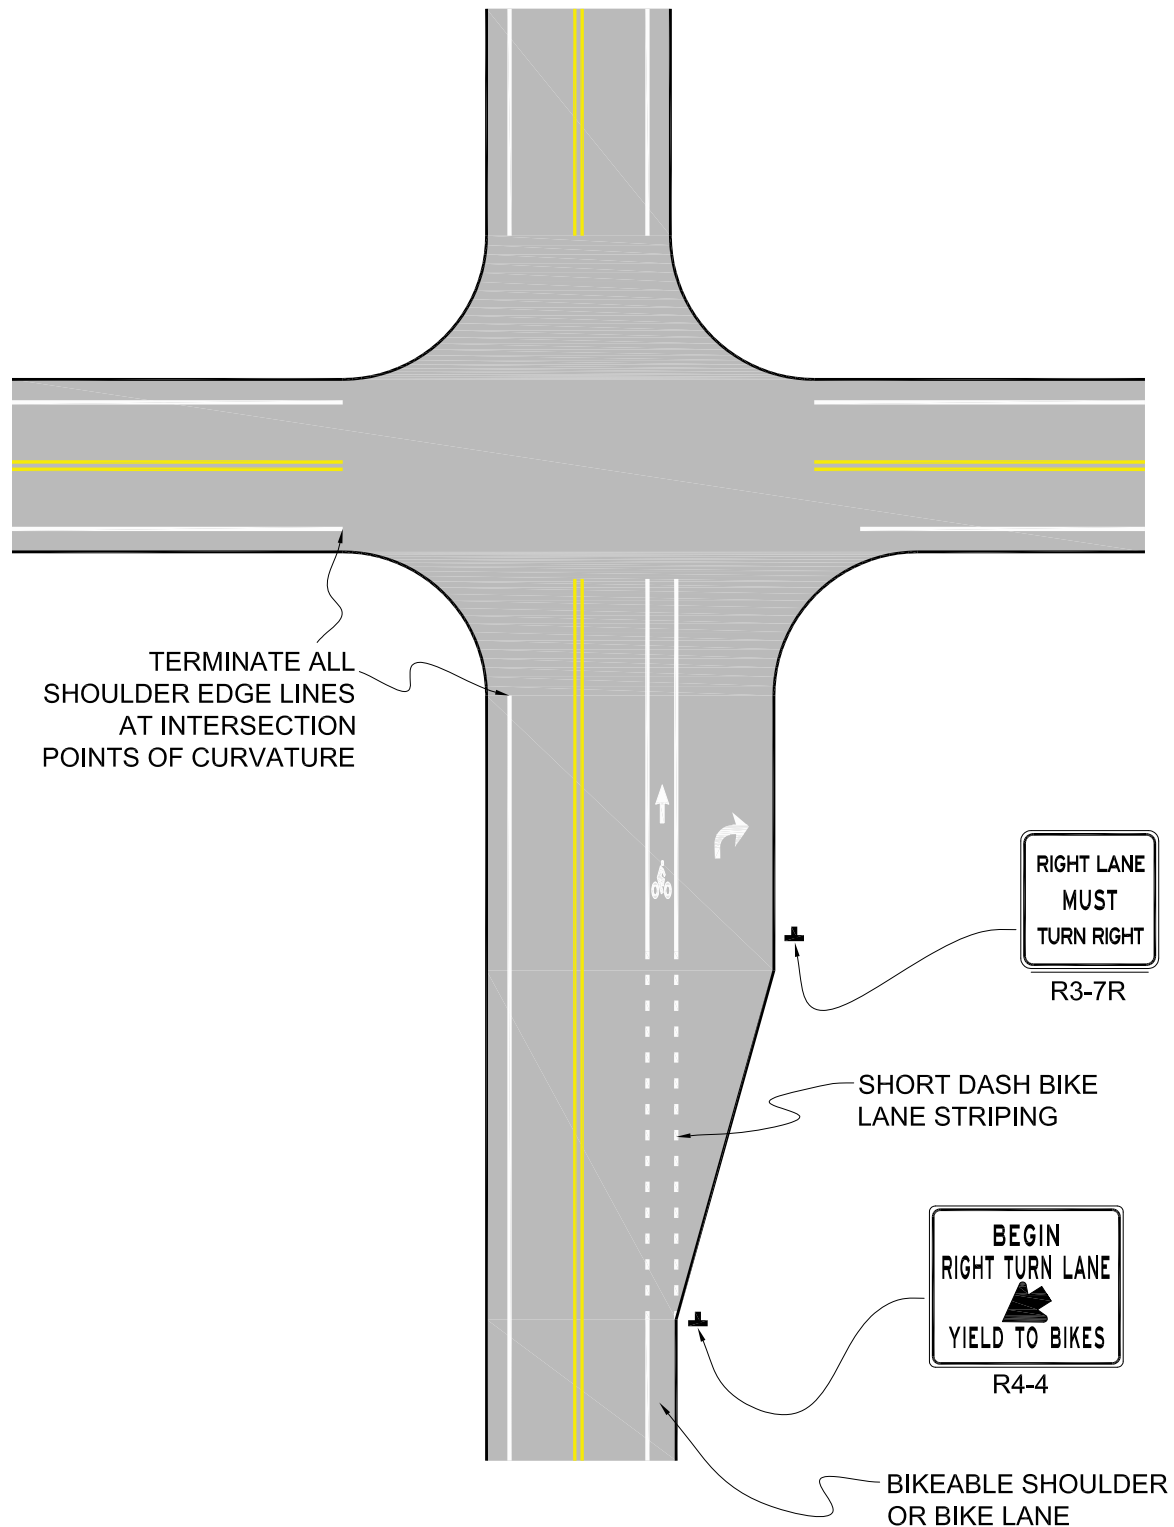 TERMINATE ALL
SHOULDER EDGE LINES
AT INTERSECTION
POINTS OF CURVATURE
RIGHT LANE
MUST
TURN RIGHT
R3-7R
SHORT DASH BIKE
LANE STRIPING
BEGIN
RIGHT TURN LANE
YIELD TO BIKES
R4-4
BIKEABLE SHOULDER
OR BIKE LANE